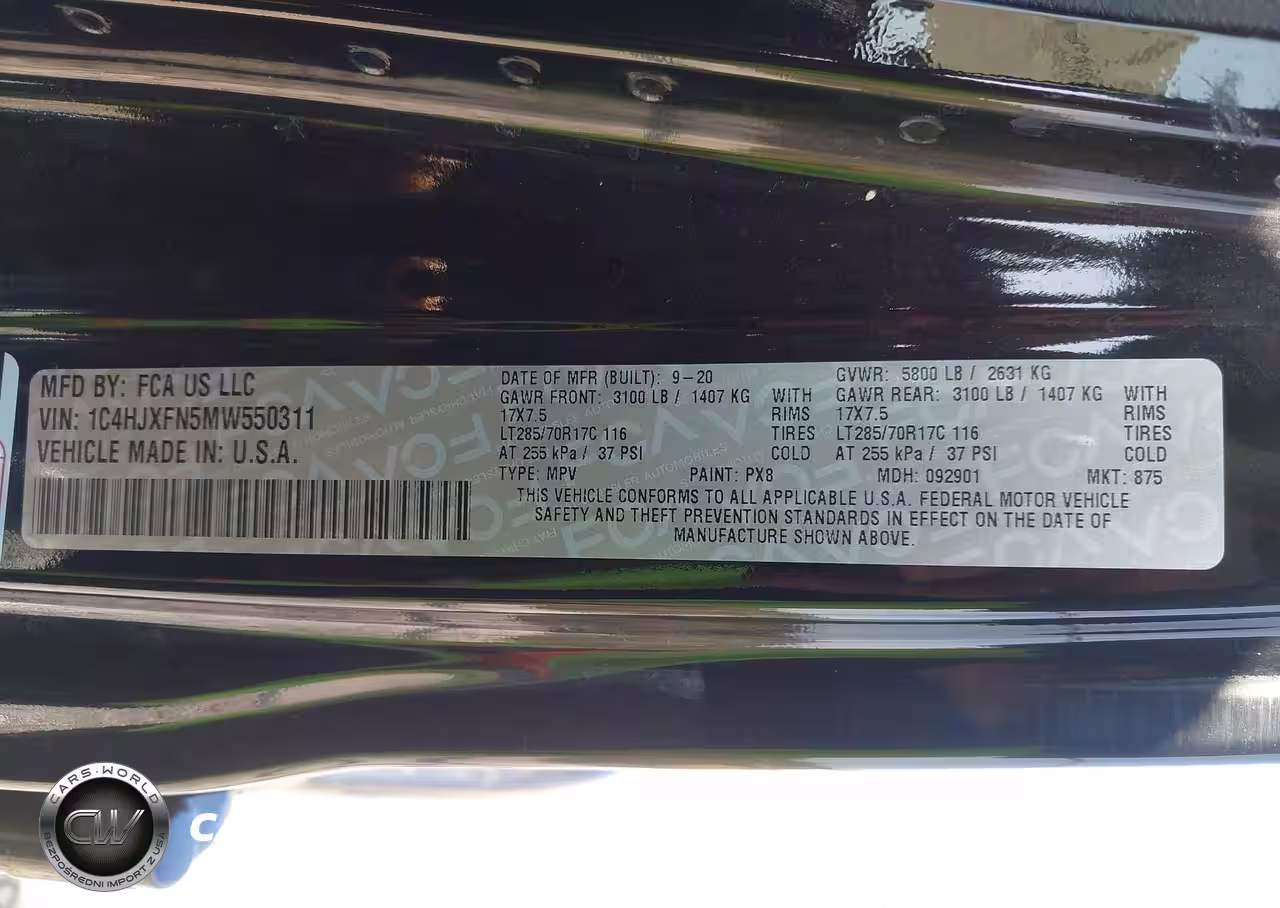 MFD BY: FCA US LLC
VIN: 1C4HJXFN5MW550311
VEHICLE MADE IN: U.S.A.
DATE OF MFR (BUILT): 9-20 GVWR: 5800 LB / 2631 KG
GAWR FRONT: 3100 LB / 1407 KG WITH GAWR REAR: 3100 LB / 1407 KG WITH
17X7.5 RIMS 17X7.5 RIMS
LT285/70R17C 116 TIRES LT285/70R17C 116 TIRES
AT 255 kPa / 37 PSI COLD AT 255 kPa / 37 PSI COLD
TYPE: MPV PAINT: PX8 MDH: 092901 MKT: 875
THIS VEHICLE CONFORMS TO ALL APPLICABLE U.S.A. FEDERAL MOTOR VEHICLE
SAFETY AND THEFT PREVENTION STANDARDS IN EFFECT ON THE DATE OF
MANUFACTURE SHOWN ABOVE.
CARS-WORLD
CW
BEZPOŚREDNI IMPORT Z USA